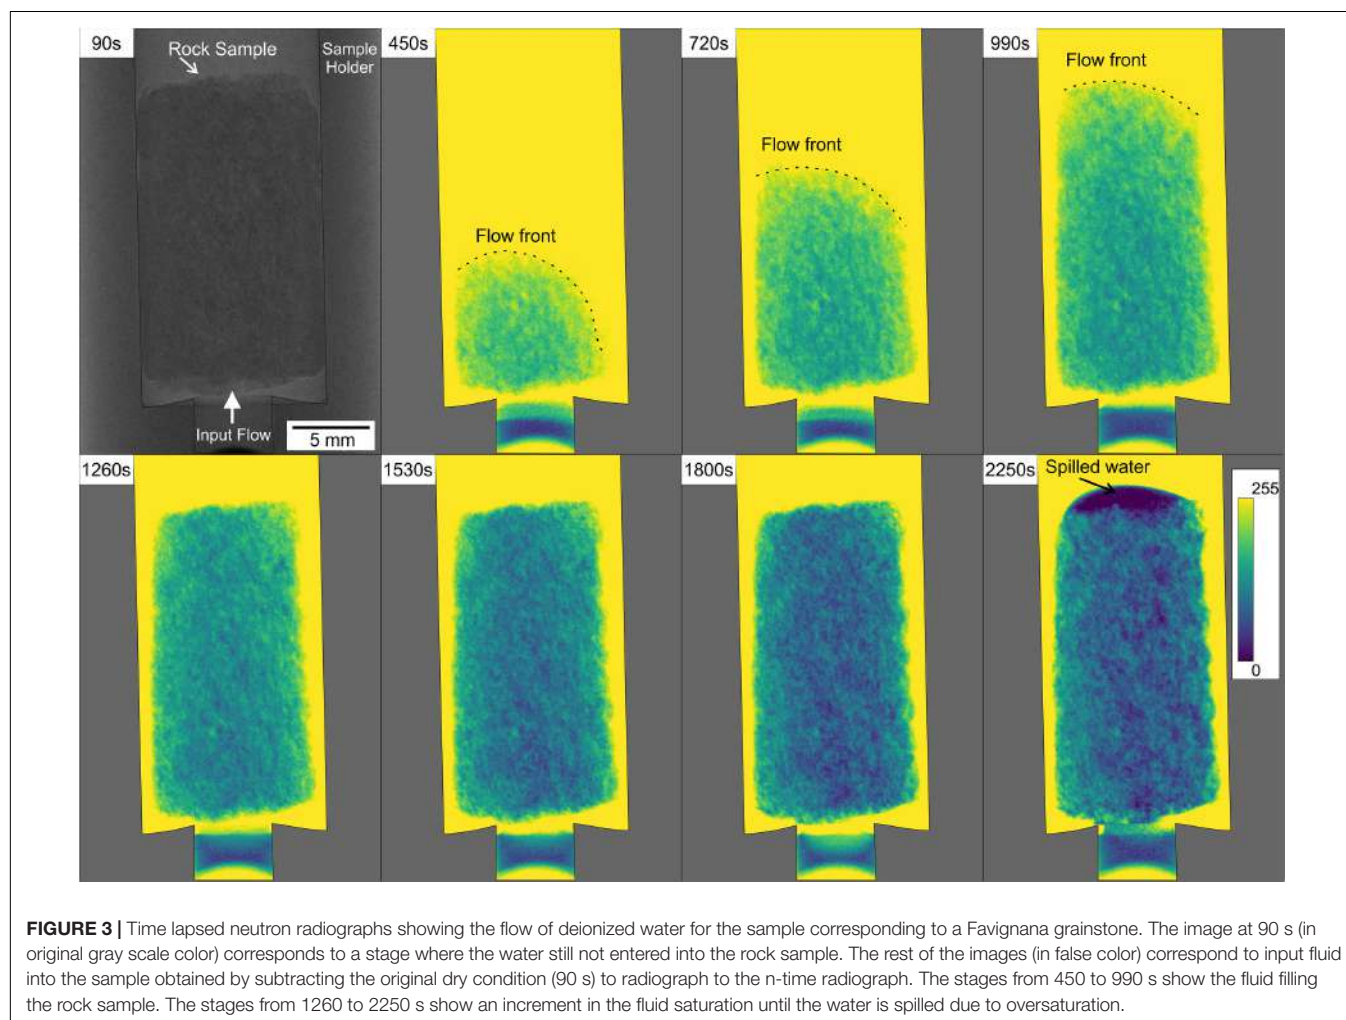 90s
Rock Sample
Sample
Holder
Input Flow
5 mm
450s
Flow front
720s
Flow front
990s
Flow front
1260s
1530s
1800s
2250s
Spilled water
255
0
FIGURE 3 | Time lapsed neutron radiographs showing the flow of deionized water for the sample corresponding to a Favignana grainstone. The image at 90 s (in
original gray scale color) corresponds to a stage where the water still not entered into the rock sample. The rest of the images (in false color) correspond to input fluid
into the sample obtained by subtracting the original dry condition (90 s) to radiograph to the n-time radiograph. The stages from 450 to 990 s show the fluid filling
the rock sample. The stages from 1260 to 2250 s show an increment in the fluid saturation until the water is spilled due to oversaturation.